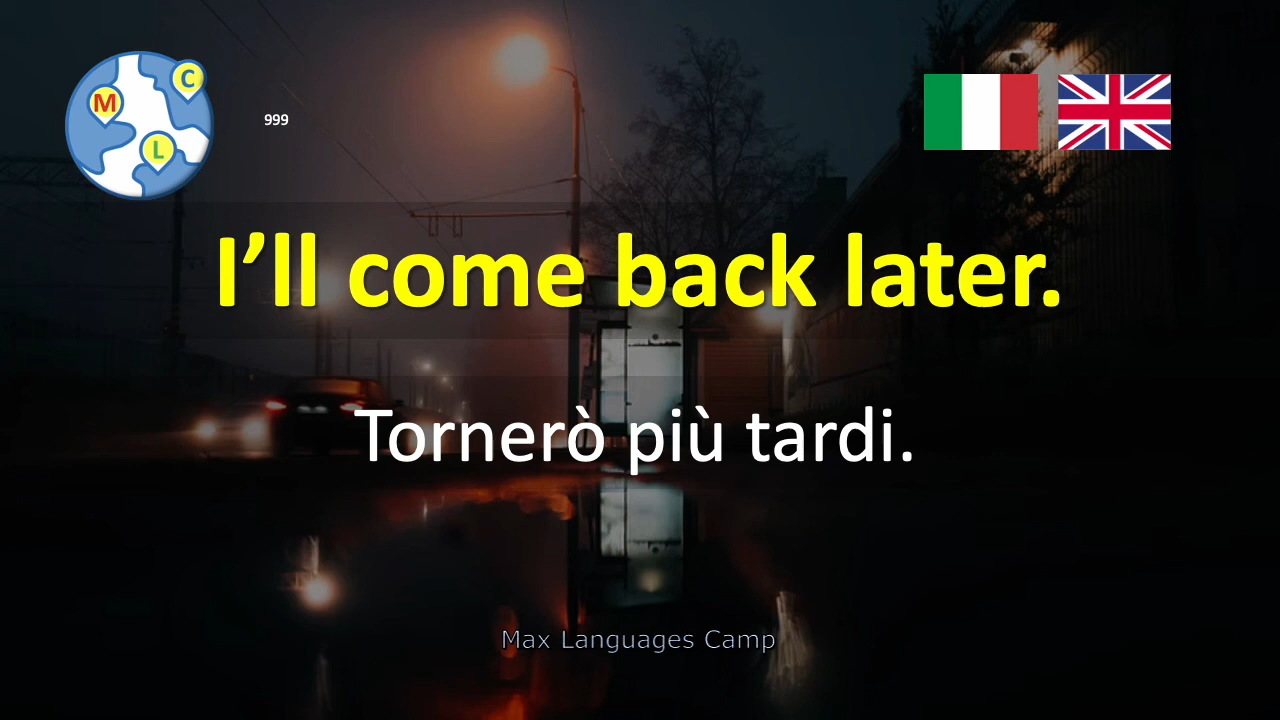 C
M
L
999
I’ll come back later.
Tornerò più tardi.
Max Languages Camp